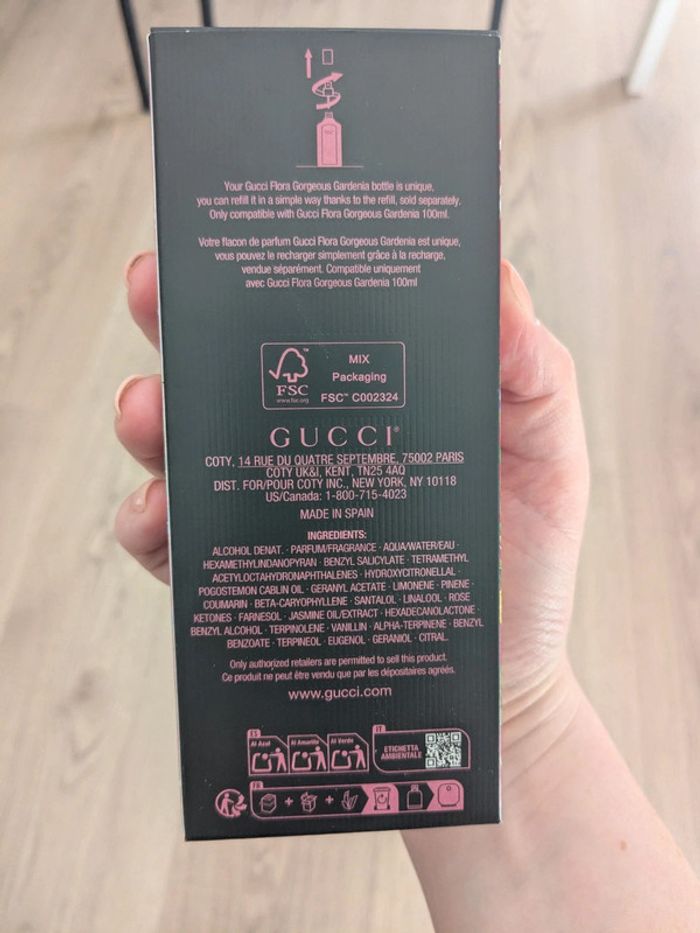 Your Gucci Flora Gorgeous Gardenia bottle is unique,
you can refill it in a simple way thanks to the refill, sold separately.
Only compatible with Gucci Flora Gorgeous Gardenia 100ml.
Votre flacon de parfum Gucci Flora Gorgeous Gardenia est unique,
vous pouvez le recharger simplement grâce à la recharge,
vendue séparément. Compatible uniquement
avec Gucci Flora Gorgeous Gardenia 100ml
FSC
www.fsc.org
MIX
Packaging
FSC™ C002324
GUCCI®
COTY, 14 RUE DU QUATRE SEPTEMBRE, 75002 PARIS
COTY UK&I, KENT, TN25 4AQ
DIST. FOR/POUR COTY INC., NEW YORK, NY 10118
US/Canada: 1-800-715-4023
MADE IN SPAIN
INGREDIENTS:
ALCOHOL DENAT. · PARFUM/FRAGRANCE · AQUA/WATER/EAU ·
HEXAMETHYLINDANOPYRAN · BENZYL SALICYLATE · TETRAMETHYL
ACETYLOCTAHYDRONAPHTHALENES · HYDROXYCITRONELLAL ·
POGOSTEMON CABLIN OIL · GERANYL ACETATE · LIMONENE · PINENE ·
COUMARIN · BETA-CARYOPHYLLENE · SANTALOL · LINALOOL · ROSE
KETONES · FARNESOL · JASMINE OIL/EXTRACT · HEXADECANOLACTONE ·
BENZYL ALCOHOL · TERPINOLENE · VANILLIN · ALPHA-TERPINENE · BENZYL
BENZOATE · TERPINEOL · EUGENOL · GERANIOL · CITRAL.
Only authorized retailers are permitted to sell this product.
Ce produit ne peut être vendu que par les dépositaires agréés.
www.gucci.com
ES
Al Azul
Al Amarillo
Al Verde
IT
ETICHETTA
AMBIENTALE
FR